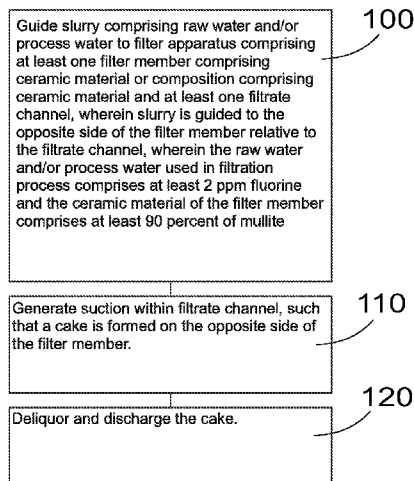 100
Guide slurry comprising raw water and/or
process water to filter apparatus comprising
at least one filter member comprising
ceramic material or composition comprising
ceramic material and at least one filtrate
channel, wherein slurry is guided to the
opposite side of the filter member relative to
the filtrate channel, wherein the raw water
and/or process water used in filtration
process comprises at least 2 ppm fluorine
and the ceramic material of the filter member
comprises at least 90 percent of mullite
110
Generate suction within filtrate channel, such
that a cake is formed on the opposite side of
the filter member.
120
Deliquor and discharge the cake.